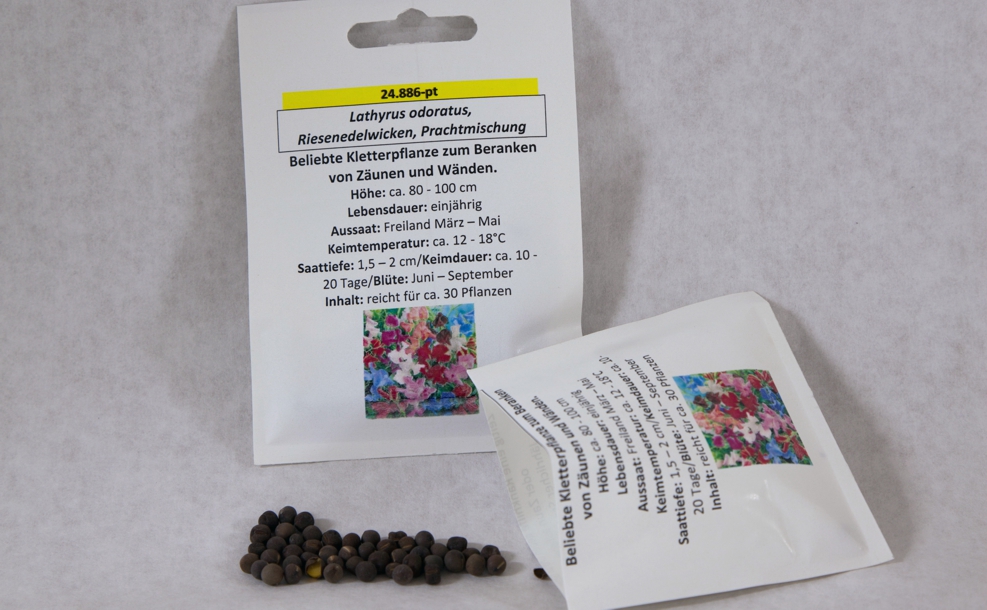 24.886-pt
Lathyrus odoratus,
Riesenedelwicken, Prachtmischung
Beliebte Kletterpflanze zum Beranken
von Zäunen und Wänden.
Höhe: ca. 80 - 100 cm
Lebensdauer: einjährig
Aussaat: Freiland März – Mai
Keimtemperatur: ca. 12 - 18°C
Saattiefe: 1,5 – 2 cm/Keimdauer: ca. 10 -
20 Tage/Blüte: Juni – September
Inhalt: reicht für ca. 30 Pflanzen
Beliebte Kletterpflanze zum Beranken
von Zäunen und Wänden.
Höhe: ca. 80 - 100 cm
Lebensdauer: einjährig
Aussaat: Freiland März – Mai
Keimtemperatur: ca. 12 - 18°C
Saattiefe: 1,5 – 2 cm/Keimdauer: ca. 10-
20 Tage/Blüte: Juni – September
Inhalt: reicht für ca. 30 Pflanzen